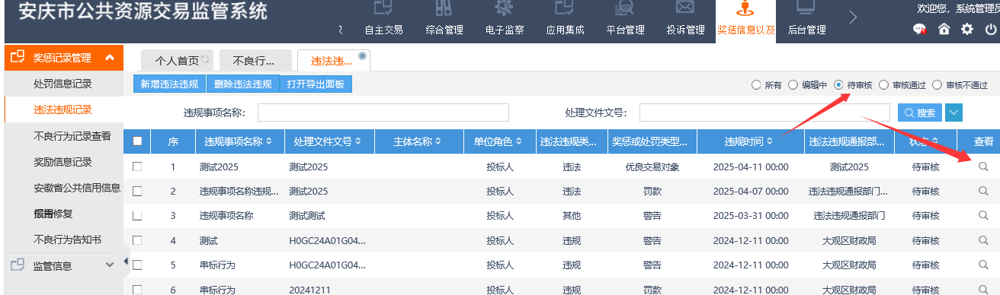 安庆市公共资源交易监管系统
欢迎您，系统管理员
自主交易 综合管理 电子监察 应用集成 平台管理 投诉管理 奖惩信息以及 后台管理
奖惩记录管理
个人首页 不良行... 违法违...
处罚信息记录
新增违法违规 删除违法违规 打开导出面板
所有 编辑中 待审核 审核通过 审核不通过
违法违规记录
违规事项名称： 处理文件文号： 搜索
不良行为记录查看
奖励信息记录
安徽省公共信用信息
修复
不良行为告知书
监管信息
序 违规事项名称 处理文件文号 主体名称 单位角色 违法违规类... 奖惩或处罚类型... 违规时间 违法违规通报部... 状态 查看
1 测试2025 测试2025 投标人 违法 优良交易对象 2025-04-11 00:00 测试2025 待审核
2 违规事项名称违规... 测试2025 投标人 违法 罚款 2025-04-07 00:00 违法违规通报部门... 待审核
3 违规事项名称 测试测试 投标人 其他 警告 2025-03-31 00:00 违法违规通报部门 待审核
4 测试 H0GC24A01G04... 投标人 违规 警告 2024-12-11 00:00 大观区财政局 待审核
5 串标行为 H0GC24A01G04... 投标人 违规 警告 2024-12-11 00:00 大观区财政局 待审核
6 串标行为 20241211 投标人 违规 罚款 2024-12-11 00:00 大观区财政局 待审核